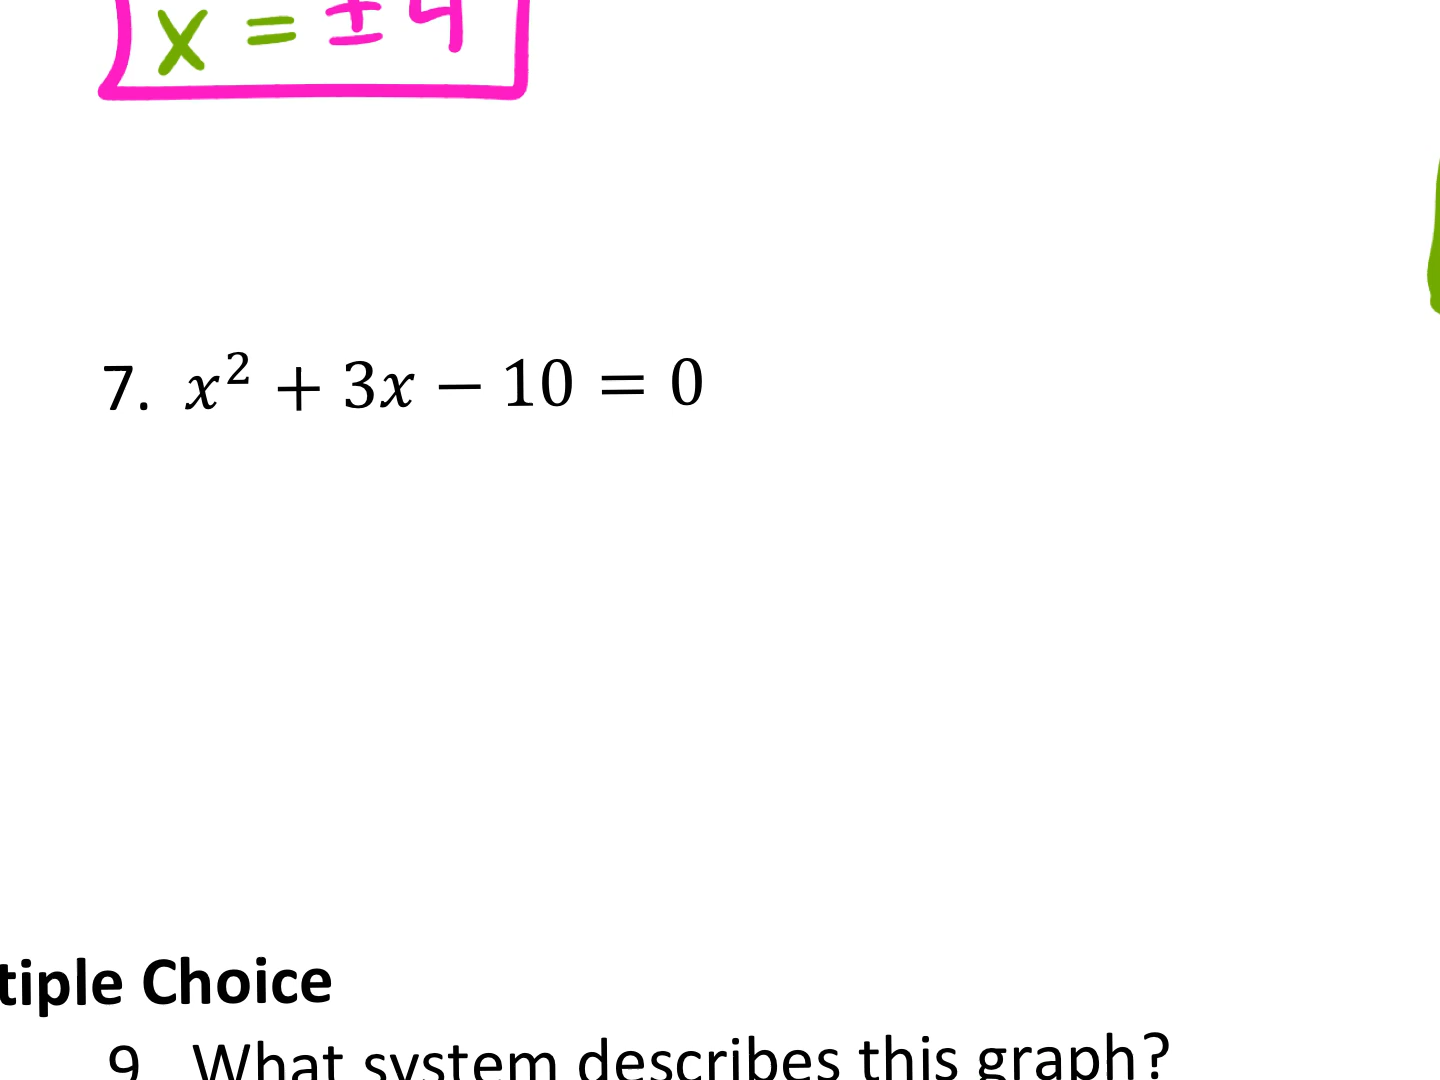 x = ±4
7. x² + 3x − 10 = 0
tiple Choice
9 What system describes this graph?